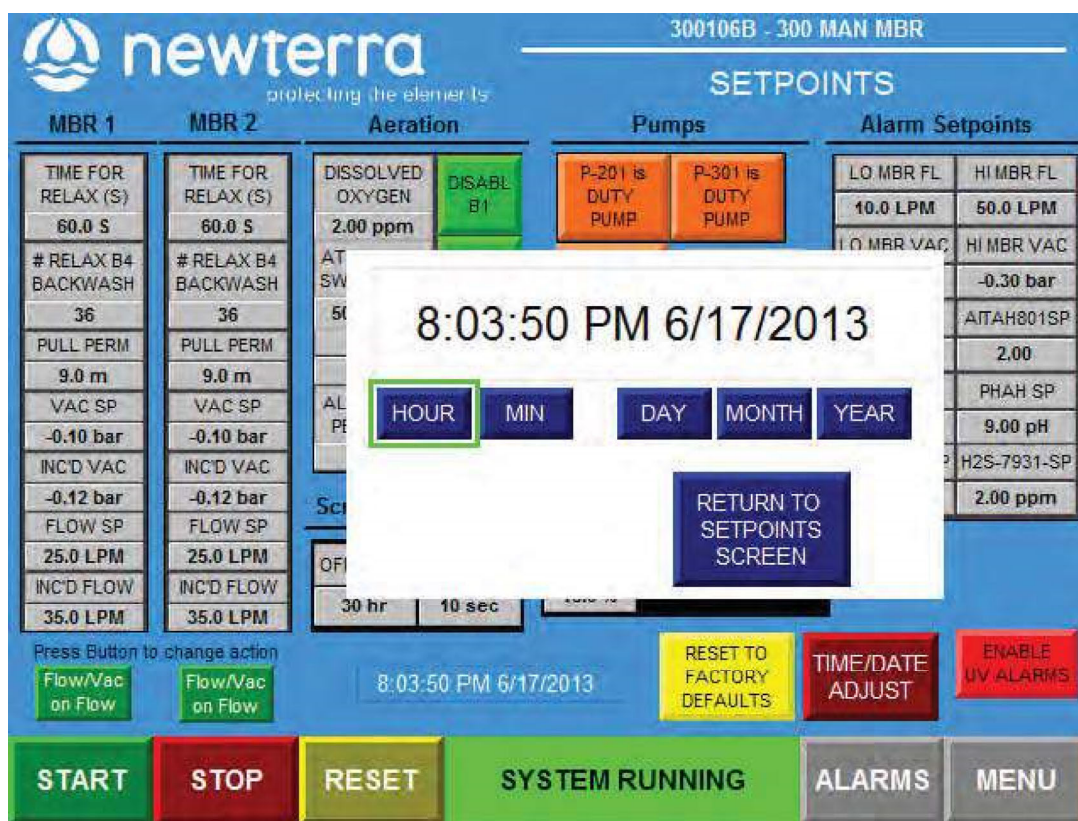 newterra
protecting the elements
300106B - 300 MAN MBR
SETPOINTS
MBR 1
MBR 2
Aeration
Pumps
Alarm Setpoints
TIME FOR
RELAX (S)
60.0 S
# RELAX B4
BACKWASH
36
PULL PERM
9.0 m
VAC SP
-0.10 bar
INC'D VAC
-0.12 bar
FLOW SP
25.0 LPM
INC'D FLOW
35.0 LPM
TIME FOR
RELAX (S)
60.0 S
# RELAX B4
BACKWASH
36
PULL PERM
9.0 m
VAC SP
-0.10 bar
INC'D VAC
-0.12 bar
FLOW SP
25.0 LPM
INC'D FLOW
35.0 LPM
DISSOLVED
OXYGEN
2.00 ppm
DISABL
B1
P-201 is
DUTY
PUMP
P-301 is
DUTY
PUMP
LO MBR FL
10.0 LPM
LO MBR VAC
HI MBR FL
50.0 LPM
HI MBR VAC
-0.30 bar
AITAH801SP
2.00
PHAH SP
9.00 pH
H2S-7931-SP
2.00 ppm
8:03:50 PM 6/17/2013
HOUR
MIN
DAY
MONTH
YEAR
RETURN TO
SETPOINTS
SCREEN
30 hr
10 sec
Press Button to change action
Flow/Vac
on Flow
Flow/Vac
on Flow
8:03:50 PM 6/17/2013
RESET TO
FACTORY
DEFAULTS
TIME/DATE
ADJUST
ENABLE
UV ALARMS
START
STOP
RESET
SYSTEM RUNNING
ALARMS
MENU